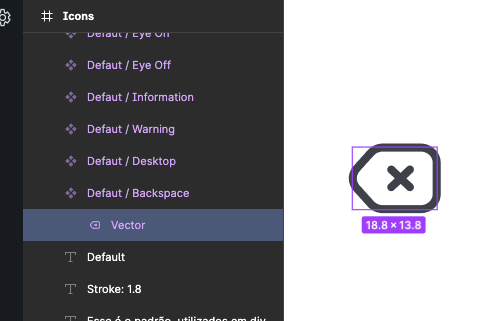 Icons
Defaut / Eye On
Defaut / Eye Off
Defaut / Information
Defaut / Warning
Defaut / Desktop
Defaut / Backspace
Vector
18.8 × 13.8
Default
Stroke: 1.8
Esse é o padrão, utilizados em div